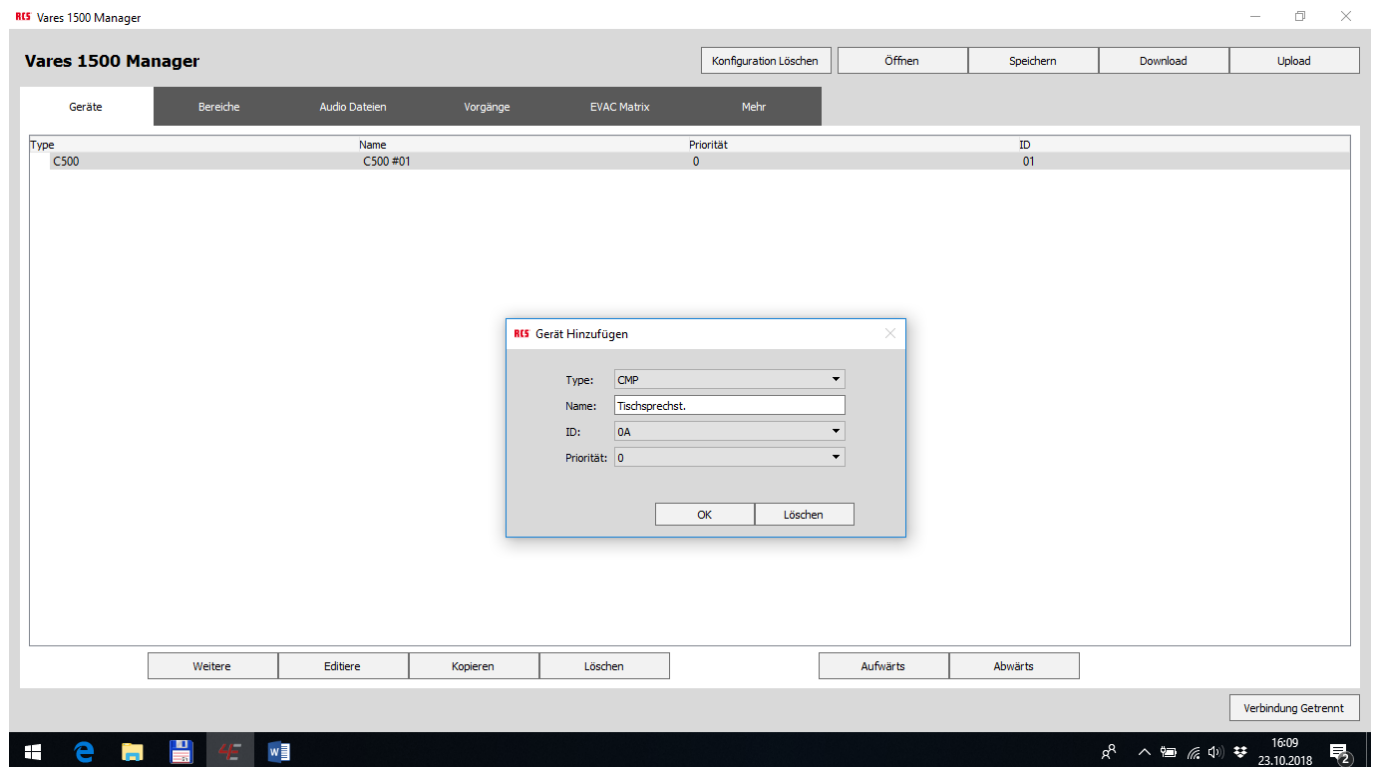 RCS Vares 1500 Manager
Vares 1500 Manager
Konfiguration Löschen Öffnen Speichern Download Upload
Geräte Bereiche Audio Dateien Vorgänge EVAC Matrix Mehr
Type Name Priorität ID
C500 C500 #01 0 01
RCS Gerät Hinzufügen
Type: CMP
Name: Tischsprechst.
ID: 0A
Priorität: 0
OK Löschen
Weitere Editiere Kopieren Löschen Aufwärts Abwärts
Verbindung Getrennt
16:09
23.10.2018
2